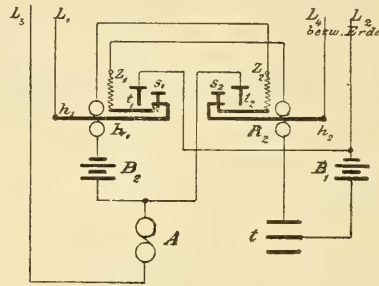 L₃ L₁ L₄ L₂
bezw. Erde
Z₁ s₁ s₂ Z₂
t₁ t₂
h₁ R₁ R₂ h₂
B₂ B₁
A t